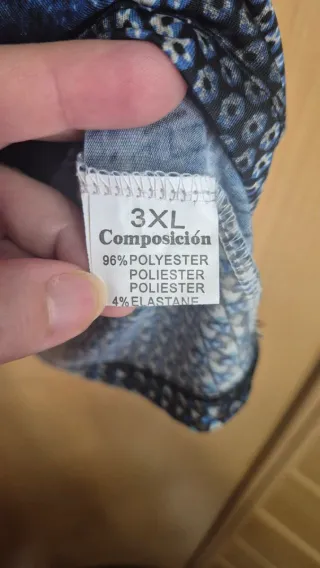 3XL
Composición
96% POLYESTER
POLIESTER
POLIESTER
4% ELASTANE